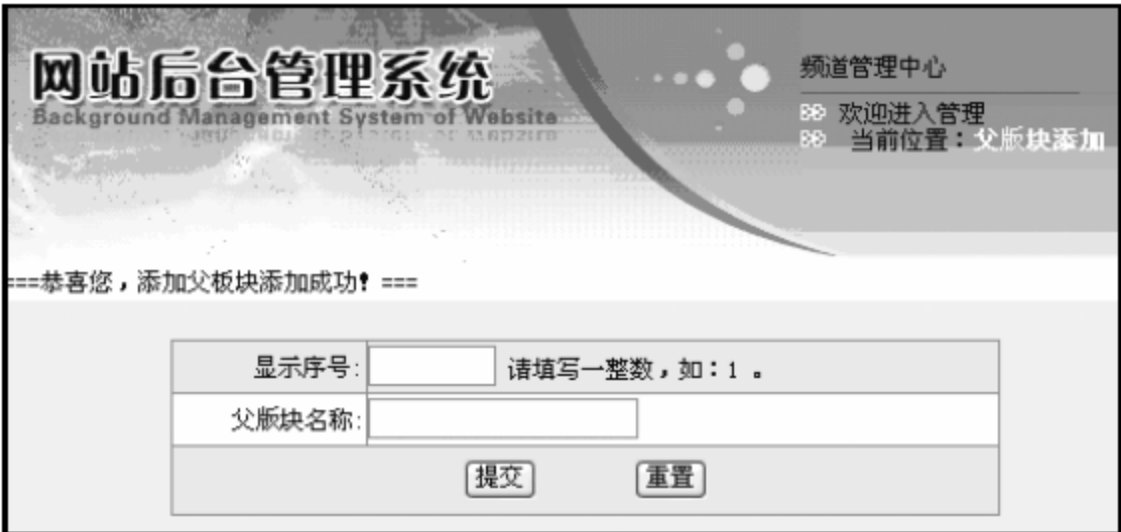 网站后台管理系统
Background Management System of Website
频道管理中心
欢迎进入管理
当前位置：父版块添加
===恭喜您，添加父板块添加成功! ===
显示序号: 请填写一整数，如：1 。
父版块名称:
提交 重置